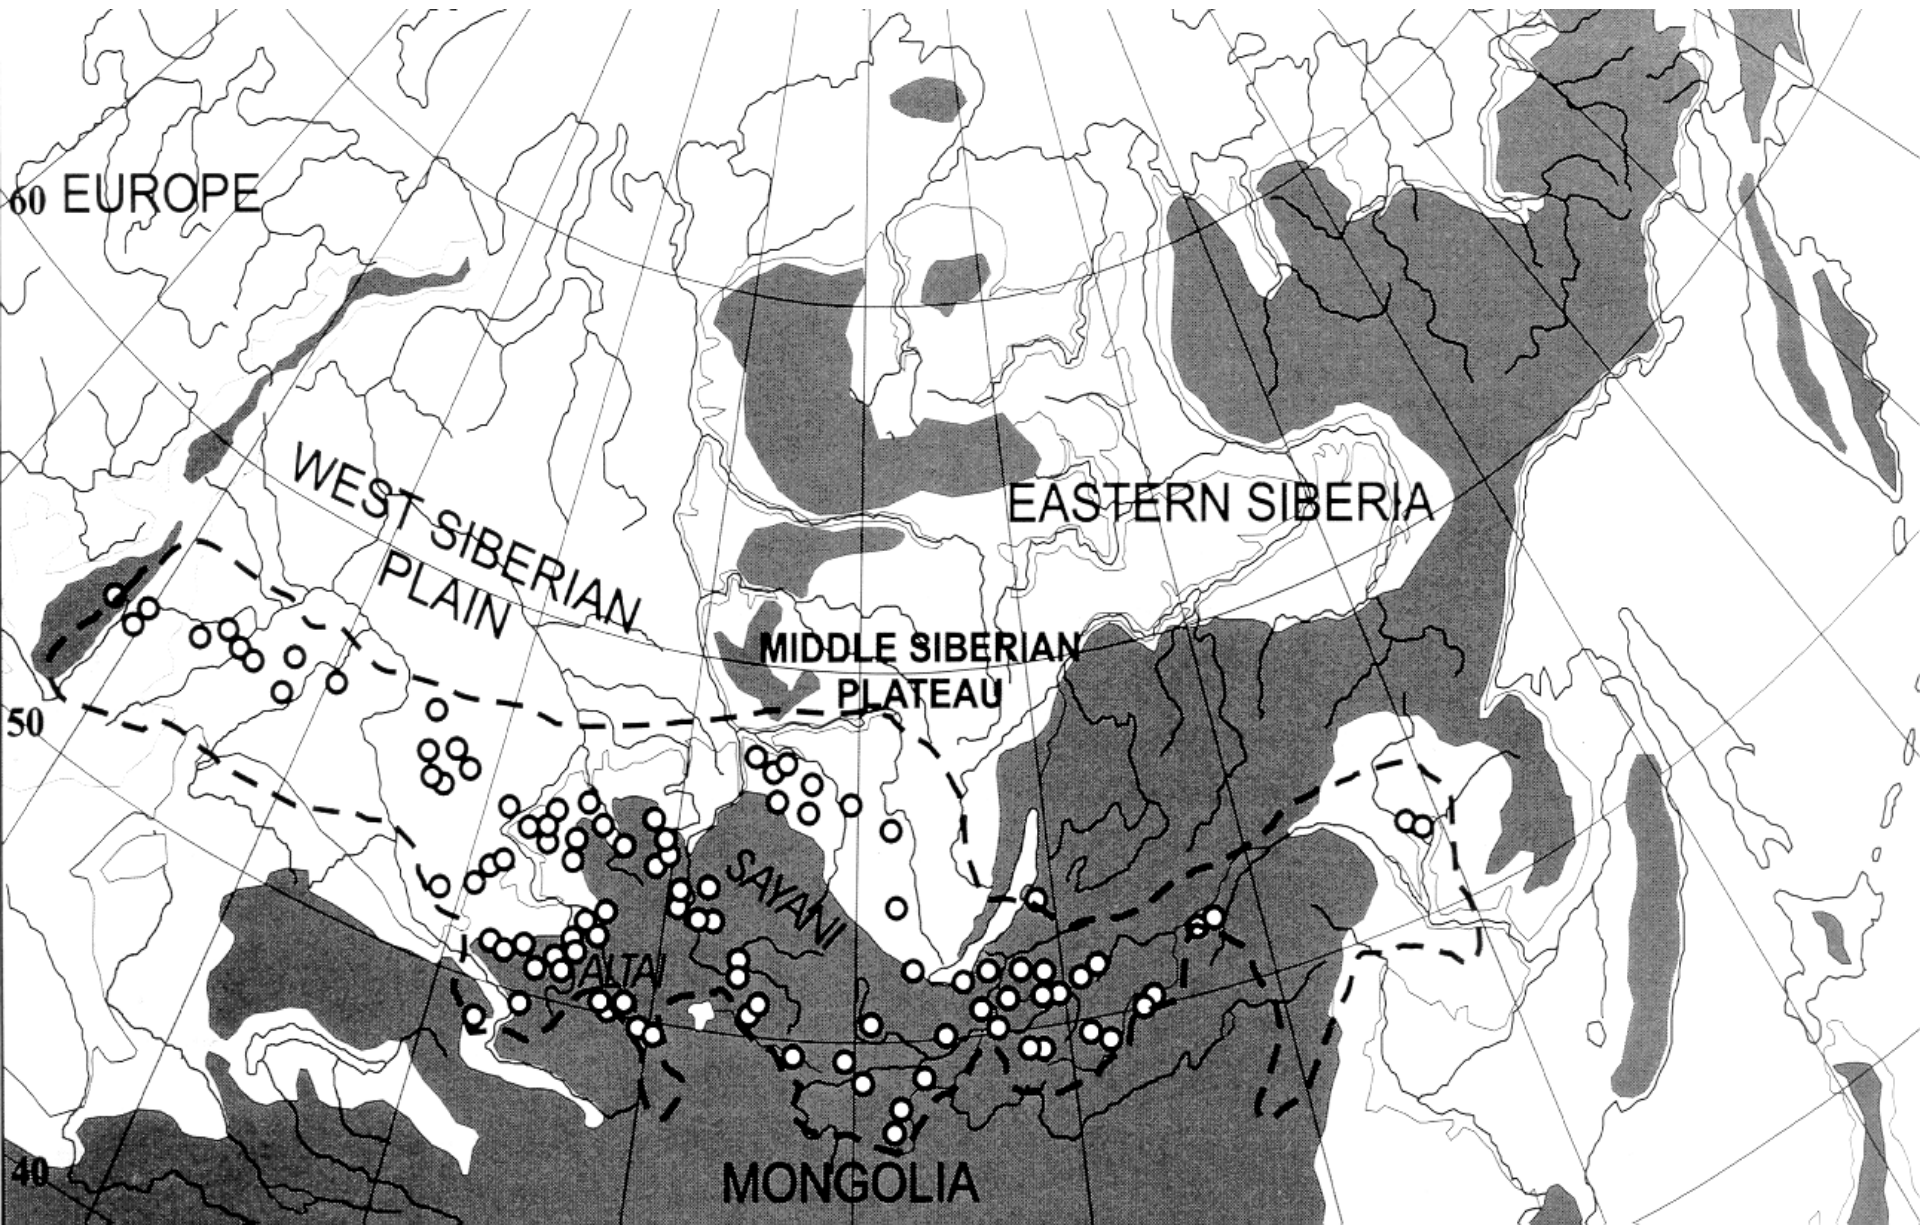 60 EUROPE
WEST SIBERIAN
PLAIN
EASTERN SIBERIA
MIDDLE SIBERIAN
PLATEAU
50
SAYANI
ALTAI
MONGOLIA
40